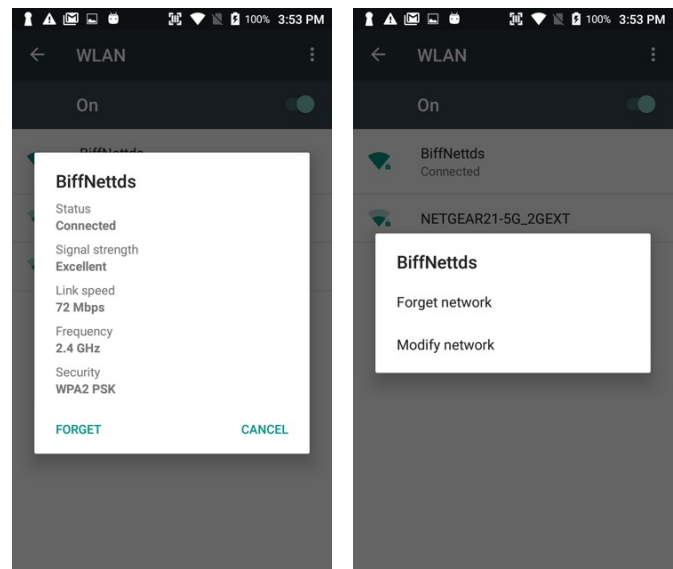 100% 3:53 PM
WLAN
On
BiffNettds
BiffNettds
Status
Connected
Signal strength
Excellent
Link speed
72 Mbps
Frequency
2.4 GHz
Security
WPA2 PSK
FORGET CANCEL
100% 3:53 PM
WLAN
On
BiffNettds
Connected
NETGEAR21-5G_2GEXT
BiffNettds
Forget network
Modify network